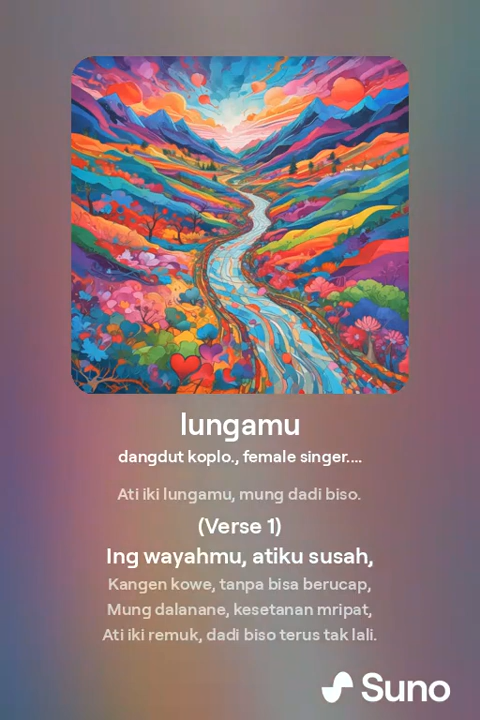 lungamu
dangdut koplo., female singer....
Ati iki lungamu, mung dadi biso.
(Verse 1)
Ing wayahmu, atiku susah,
Kangen kowe, tanpa bisa berucap,
Mung dalanane, kesetanan mripat,
Ati iki remuk, dadi biso terus tak lali.
Suno